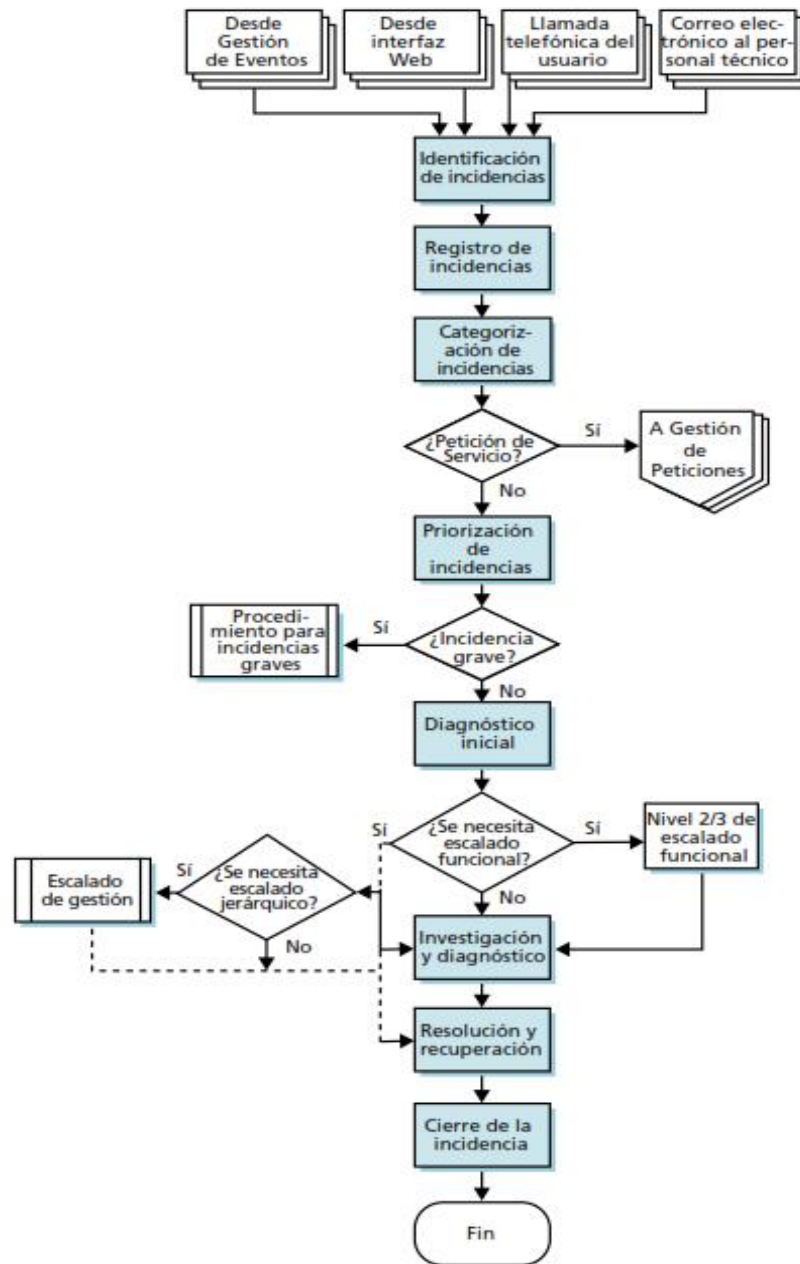 Desde
Gestión
de Eventos
Desde
interfaz
Web
Llamada
telefónica del
usuario
Correo elec-
trónico al per-
sonal técnico
Identificación
de incidencias
Registro de
incidencias
Categoriz-
ación de
incidencias
¿Petición de
Servicio?
Sí
A Gestión
de
Peticiones
No
Priorización
de
incidencias
Procedi-
miento para
incidencias
graves
Sí
¿Incidencia
grave?
No
Diagnóstico
inicial
Sí
¿Se necesita
escalado
funcional?
Sí
Nivel 2/3 de
escalado
funcional
No
Escalado
de gestión
Sí
¿Se necesita
escalado
jerárquico?
No
Investigación
y diagnóstico
Resolución y
recuperación
Cierre de la
incidencia
Fin